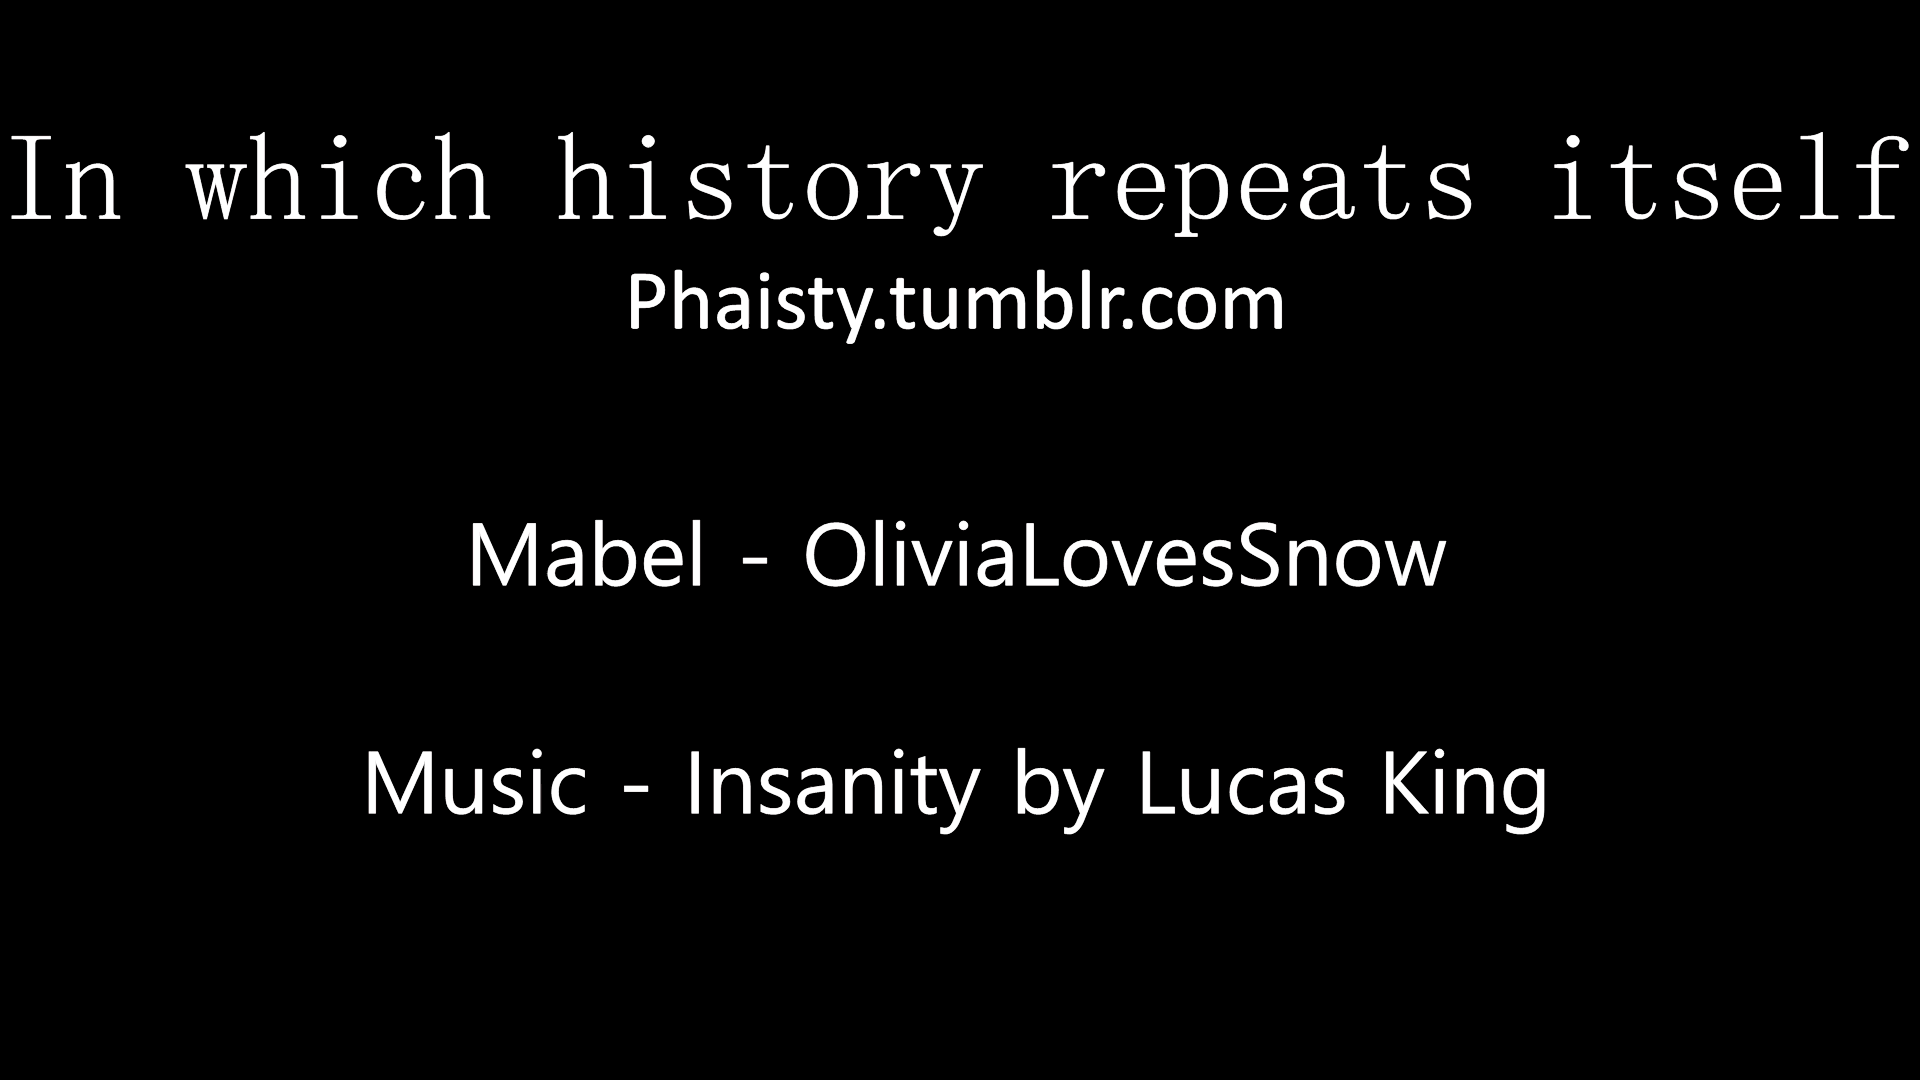 In which history repeats itself
Phaisty.tumblr.com
Mabel - OliviaLovesSnow
Music - Insanity by Lucas King